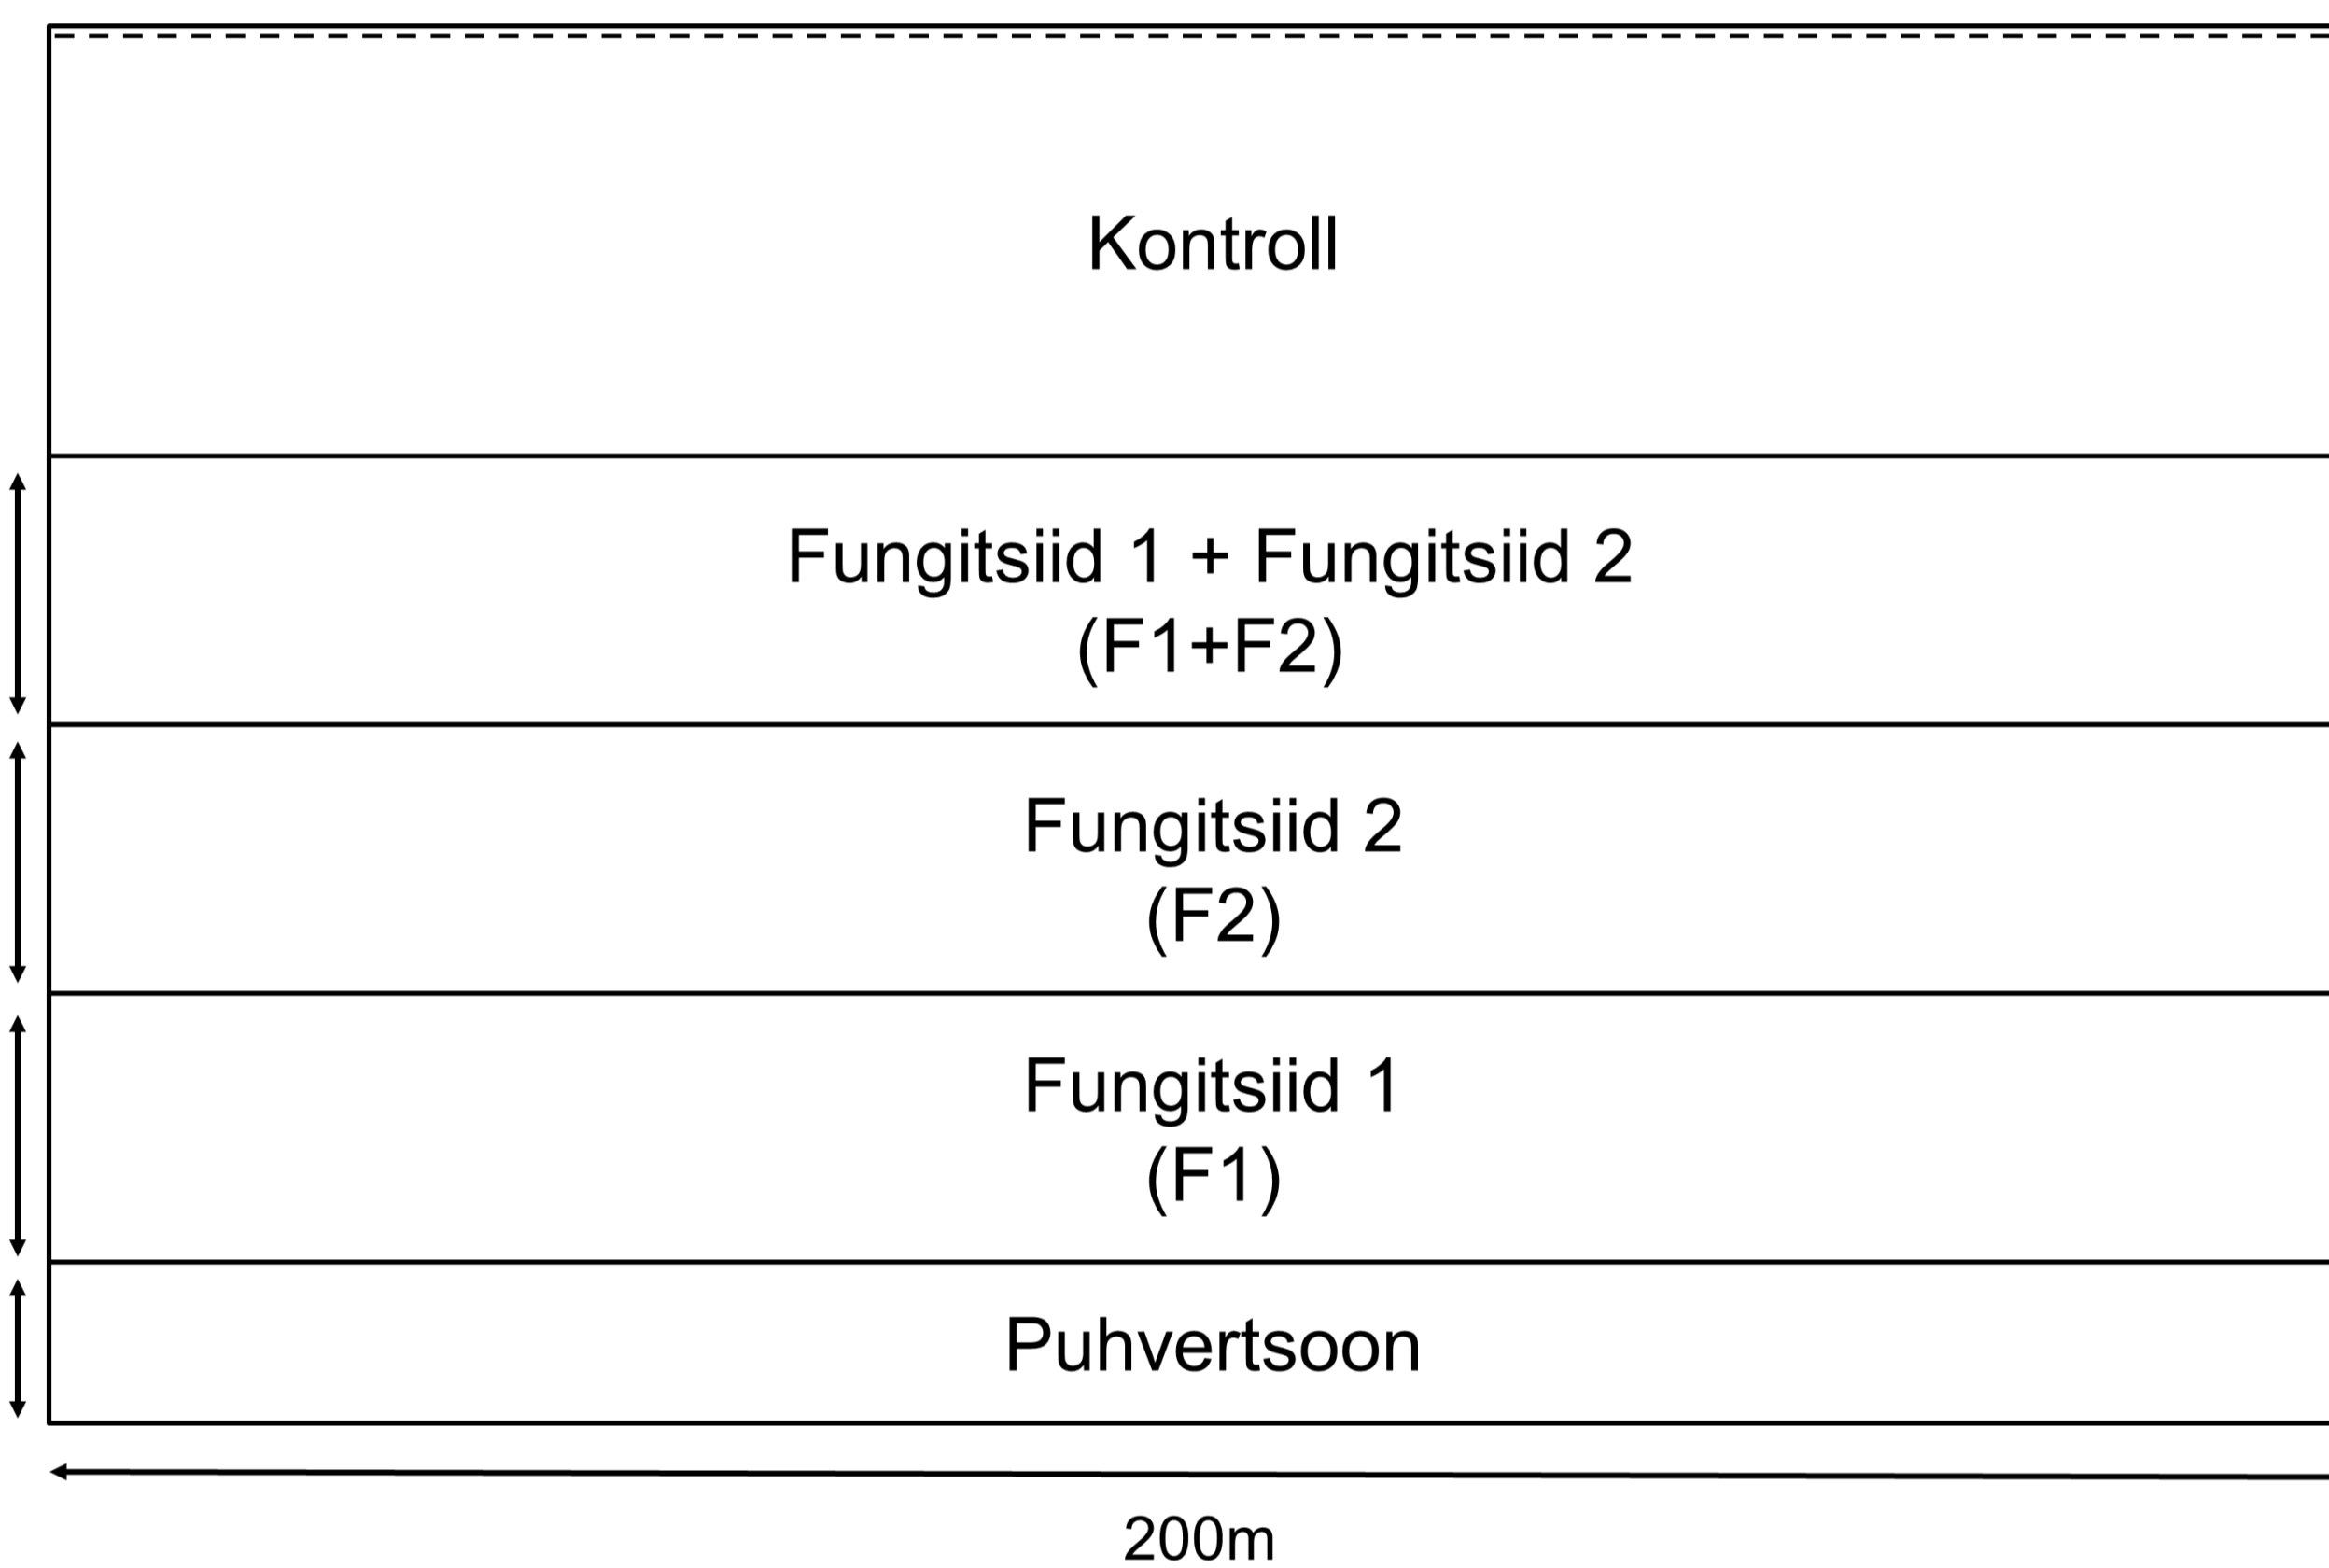 Kontroll
Fungitsiid 1 + Fungitsiid 2
(F1+F2)
Fungitsiid 2
(F2)
Fungitsiid 1
(F1)
Puhvertsoon
200m